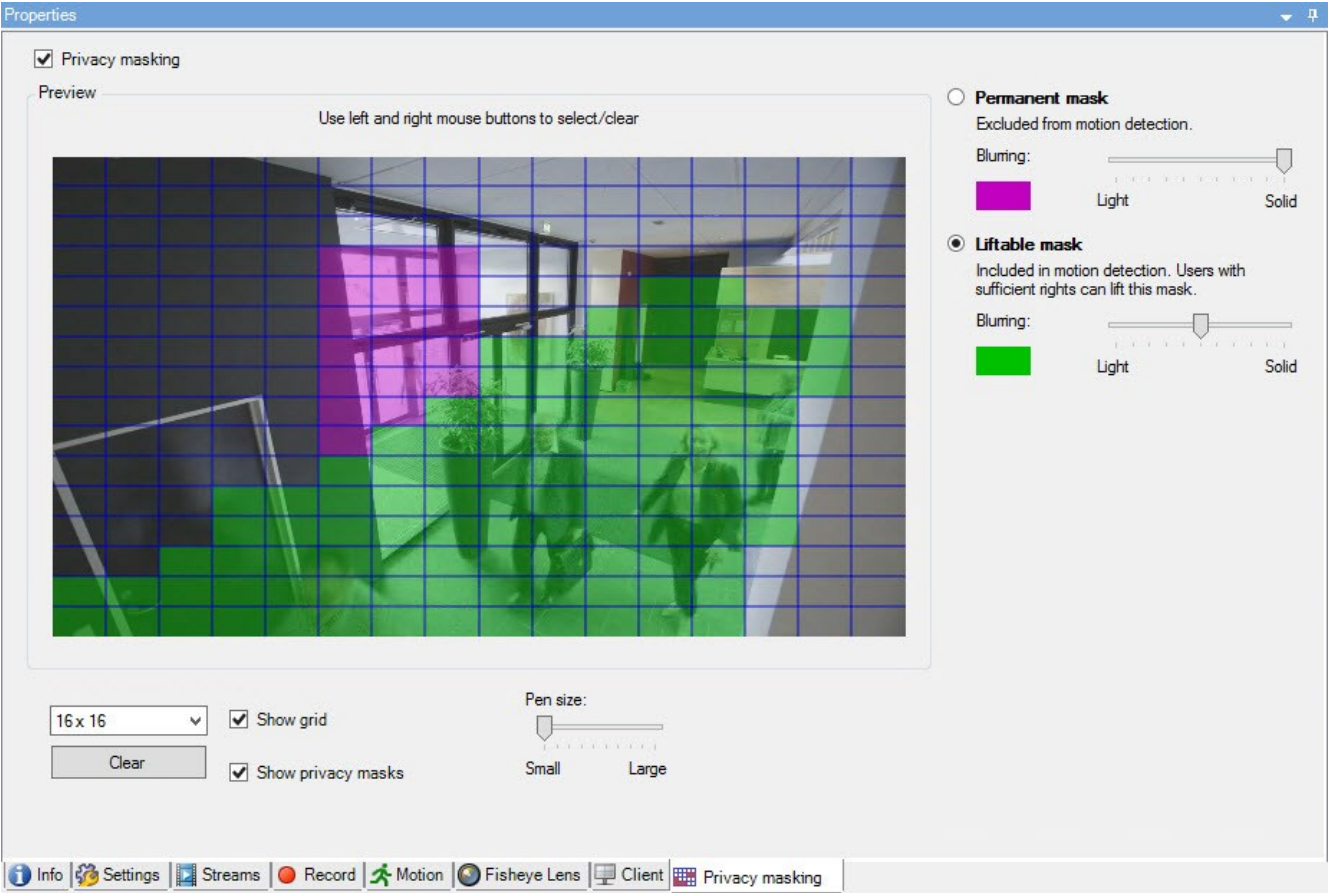 Properties
Privacy masking
Preview
Use left and right mouse buttons to select/clear
Permanent mask
Excluded from motion detection.
Blurring:
Light
Solid
Liftable mask
Included in motion detection. Users with
sufficient rights can lift this mask.
Blurring:
Light
Solid
16 x 16
Show grid
Clear
Show privacy masks
Pen size:
Small
Large
Info
Settings
Streams
Record
Motion
Fisheye Lens
Client
Privacy masking